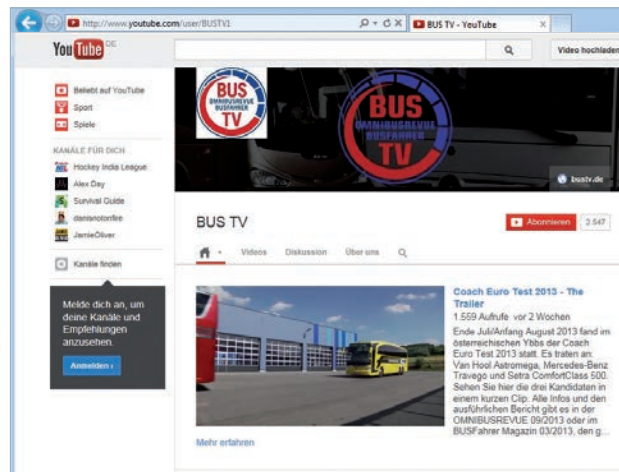 http://www.youtube.com/user/BUSTV1
BUS TV - YouTube
YouTube DE
Video hochladen
Beliebt auf YouTube
Sport
Spiele
KANÄLE FÜR DICH
Hockey India League
Alex Day
Survival Guide
danisnotonfire
JamieOliver
Kanäle finden
Melde dich an, um
deine Kanäle und
Empfehlungen
anzusehen.
Anmelden ›
BUS
OMNIBUSREVUE
BUSFAHRER
TV
BUS
OMNIBUSREVUE
BUSFAHRER
TV
bustv.de
BUS TV
Abonnieren
2.547
Videos
Diskussion
Über uns
Coach Euro Test 2013 - The
Trailer
1.559 Aufrufe vor 2 Wochen
Ende Juli/Anfang August 2013 fand im
österreichischen Ybbs der Coach
Euro Test 2013 statt. Es traten an:
Van Hool Astromega, Mercedes-Benz
Travego und Setra ComfortClass 500.
Sehen Sie hier die drei Kandidaten in
einem kurzen Clip. Alle Infos und den
ausführlichen Bericht gibt es in der
OMNIBUSREVUE 09/2013 oder im
BUSFahrer Magazin 03/2013, den g...
Mehr erfahren